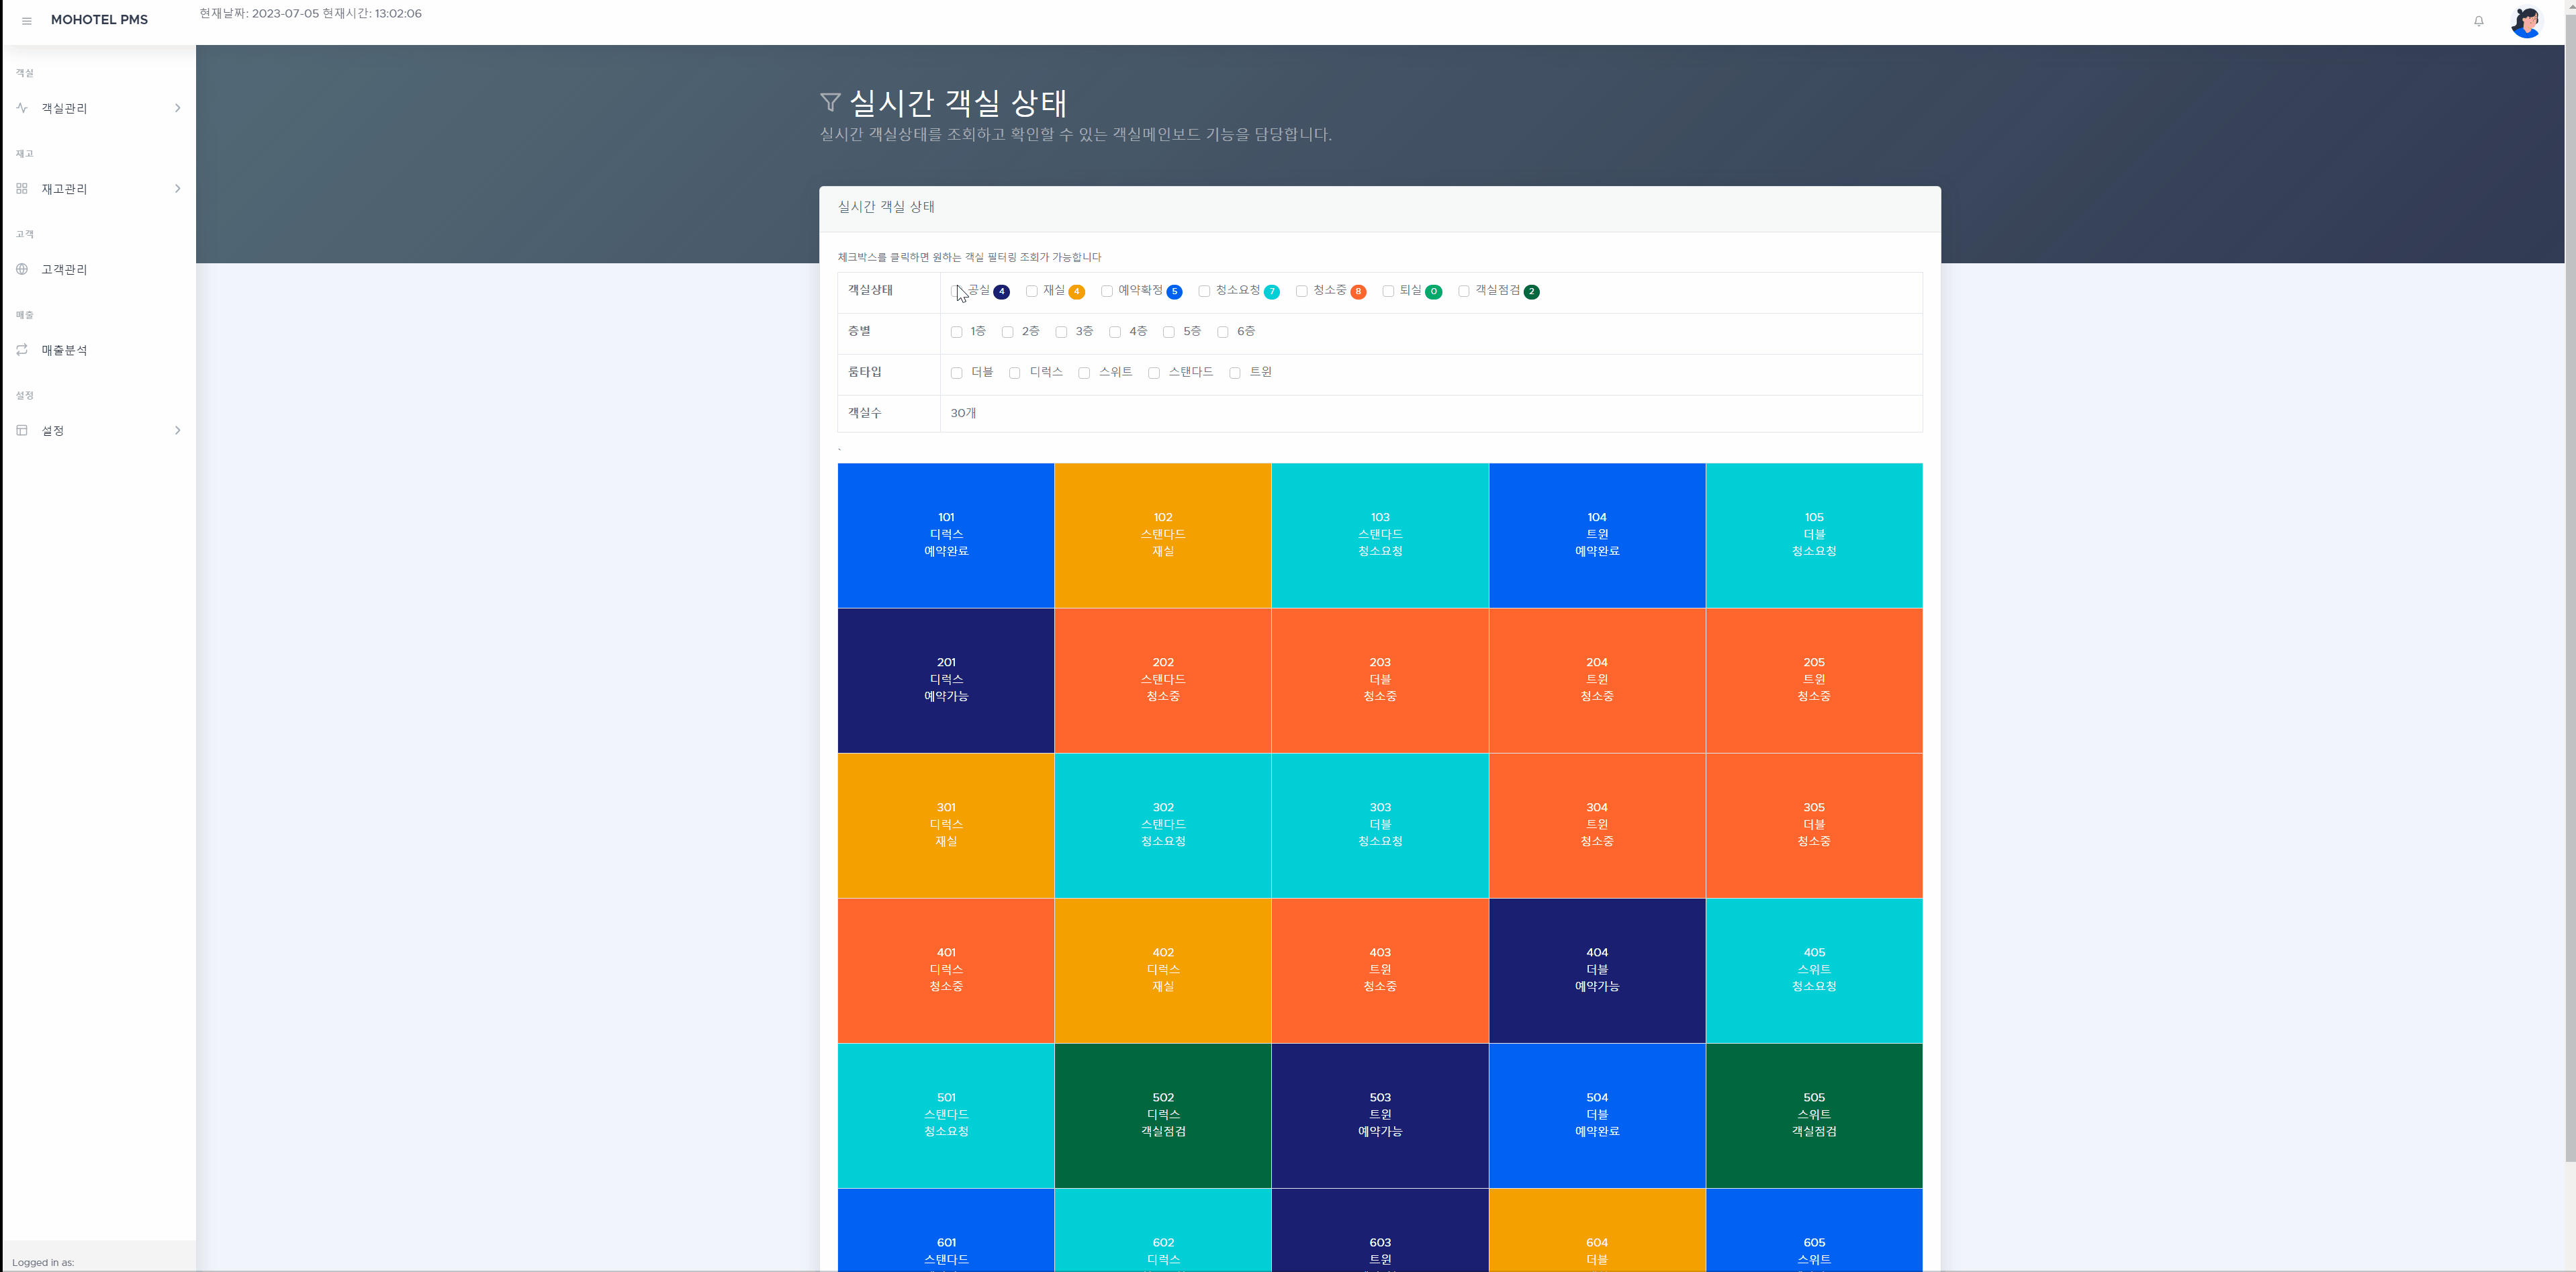 MOHOTEL PMS
현재날짜: 2023-07-05 현재시간: 13:02:06
객실
객실관리
재고
재고관리
고객
고객관리
매출
매출분석
설정
설정
Logged in as:
실시간 객실 상태
실시간 객실상태를 조회하고 확인할 수 있는 객실메인보드 기능을 담당합니다.
실시간 객실 상태
체크박스를 클릭하면 원하는 객실 필터링 조회가 가능합니다
객실상태 공실 4 재실 4 예약확정 5 청소요청 7 청소중 8 퇴실 0 객실점검 2
층별 1층 2층 3층 4층 5층 6층
룸타입 더블 디럭스 스위트 스탠다드 트윈
객실수 30개
`
101 102 103 104 105
디럭스 스탠다드 스탠다드 트윈 더블
예약완료 재실 청소요청 예약완료 청소요청
201 202 203 204 205
디럭스 스탠다드 더블 트윈 트윈
예약가능 청소중 청소중 청소중 청소중
301 302 303 304 305
디럭스 스탠다드 더블 트윈 더블
재실 청소요청 청소요청 청소중 청소중
401 402 403 404 405
디럭스 디럭스 트윈 더블 스위트
청소중 재실 청소중 예약가능 청소요청
501 502 503 504 505
스탠다드 디럭스 트윈 더블 스위트
청소요청 객실점검 예약가능 예약완료 객실점검
601 602 603 604 605
스탠다드 디럭스 트윈 더블 스위트